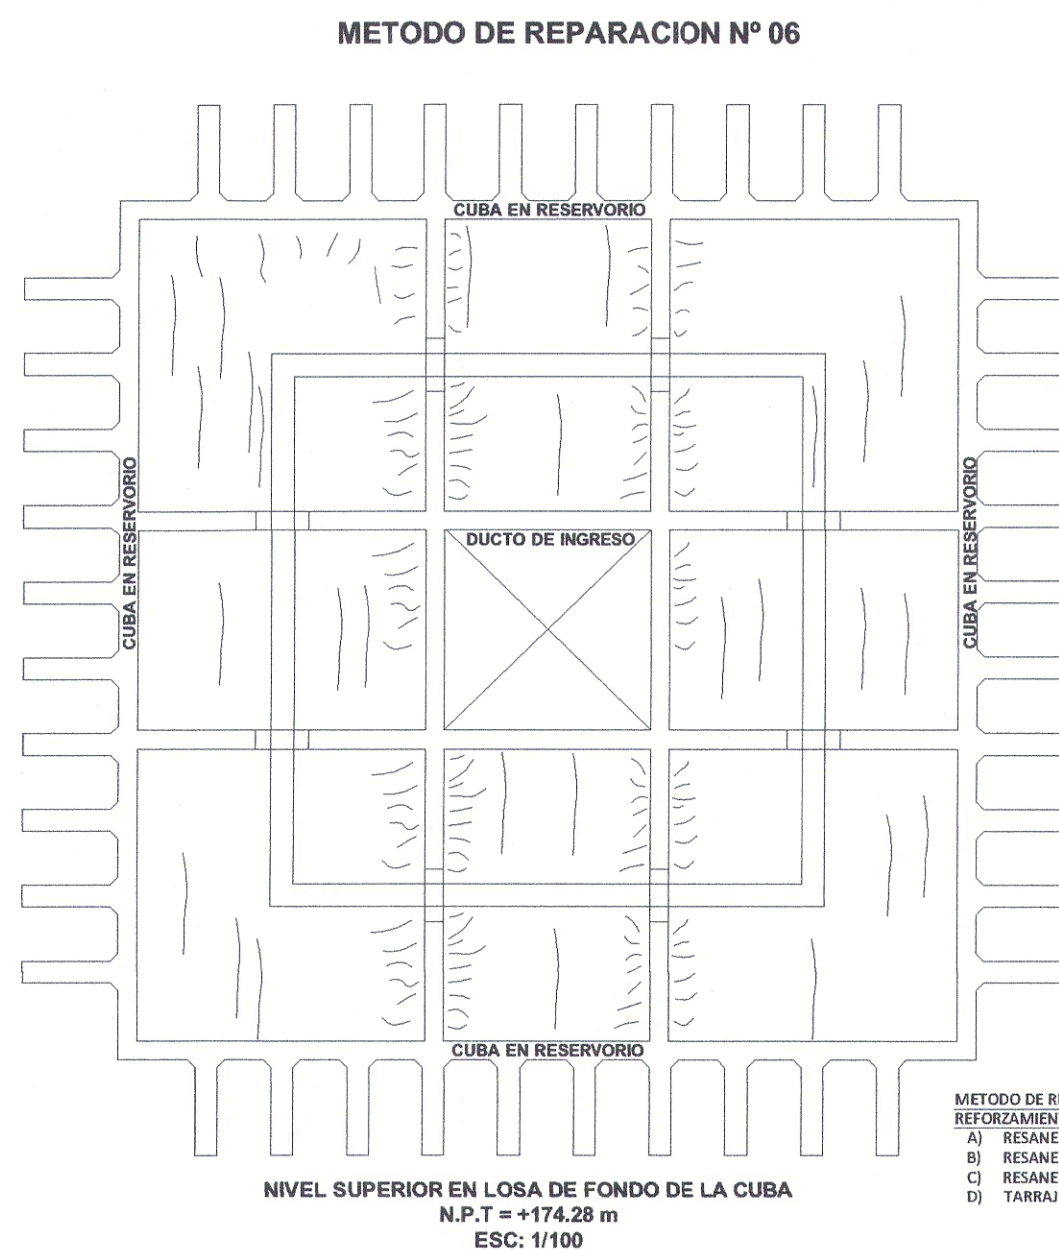 METODO DE REPARACION Nº 06
CUBA EN RESERVORIO
CUBA EN RESERVORIO
CUBA EN RESERVORIO
DUCTO DE INGRESO
CUBA EN RESERVORIO
METODO DE
REFORZAMIEN
A) RESANE
B) RESANE
C) RESANE
D) TARRAJ
NIVEL SUPERIOR EN LOSA DE FONDO DE LA CUBA
N.P.T = +174.28 m
ESC: 1/100